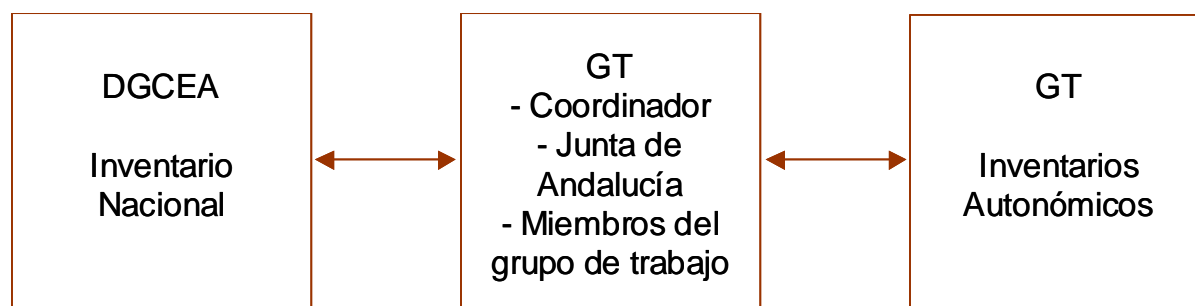 DGCEA
Inventario
Nacional
GT
- Coordinador
- Junta de
Andalucía
- Miembros del
grupo de trabajo
GT
Inventarios
Autonómicos